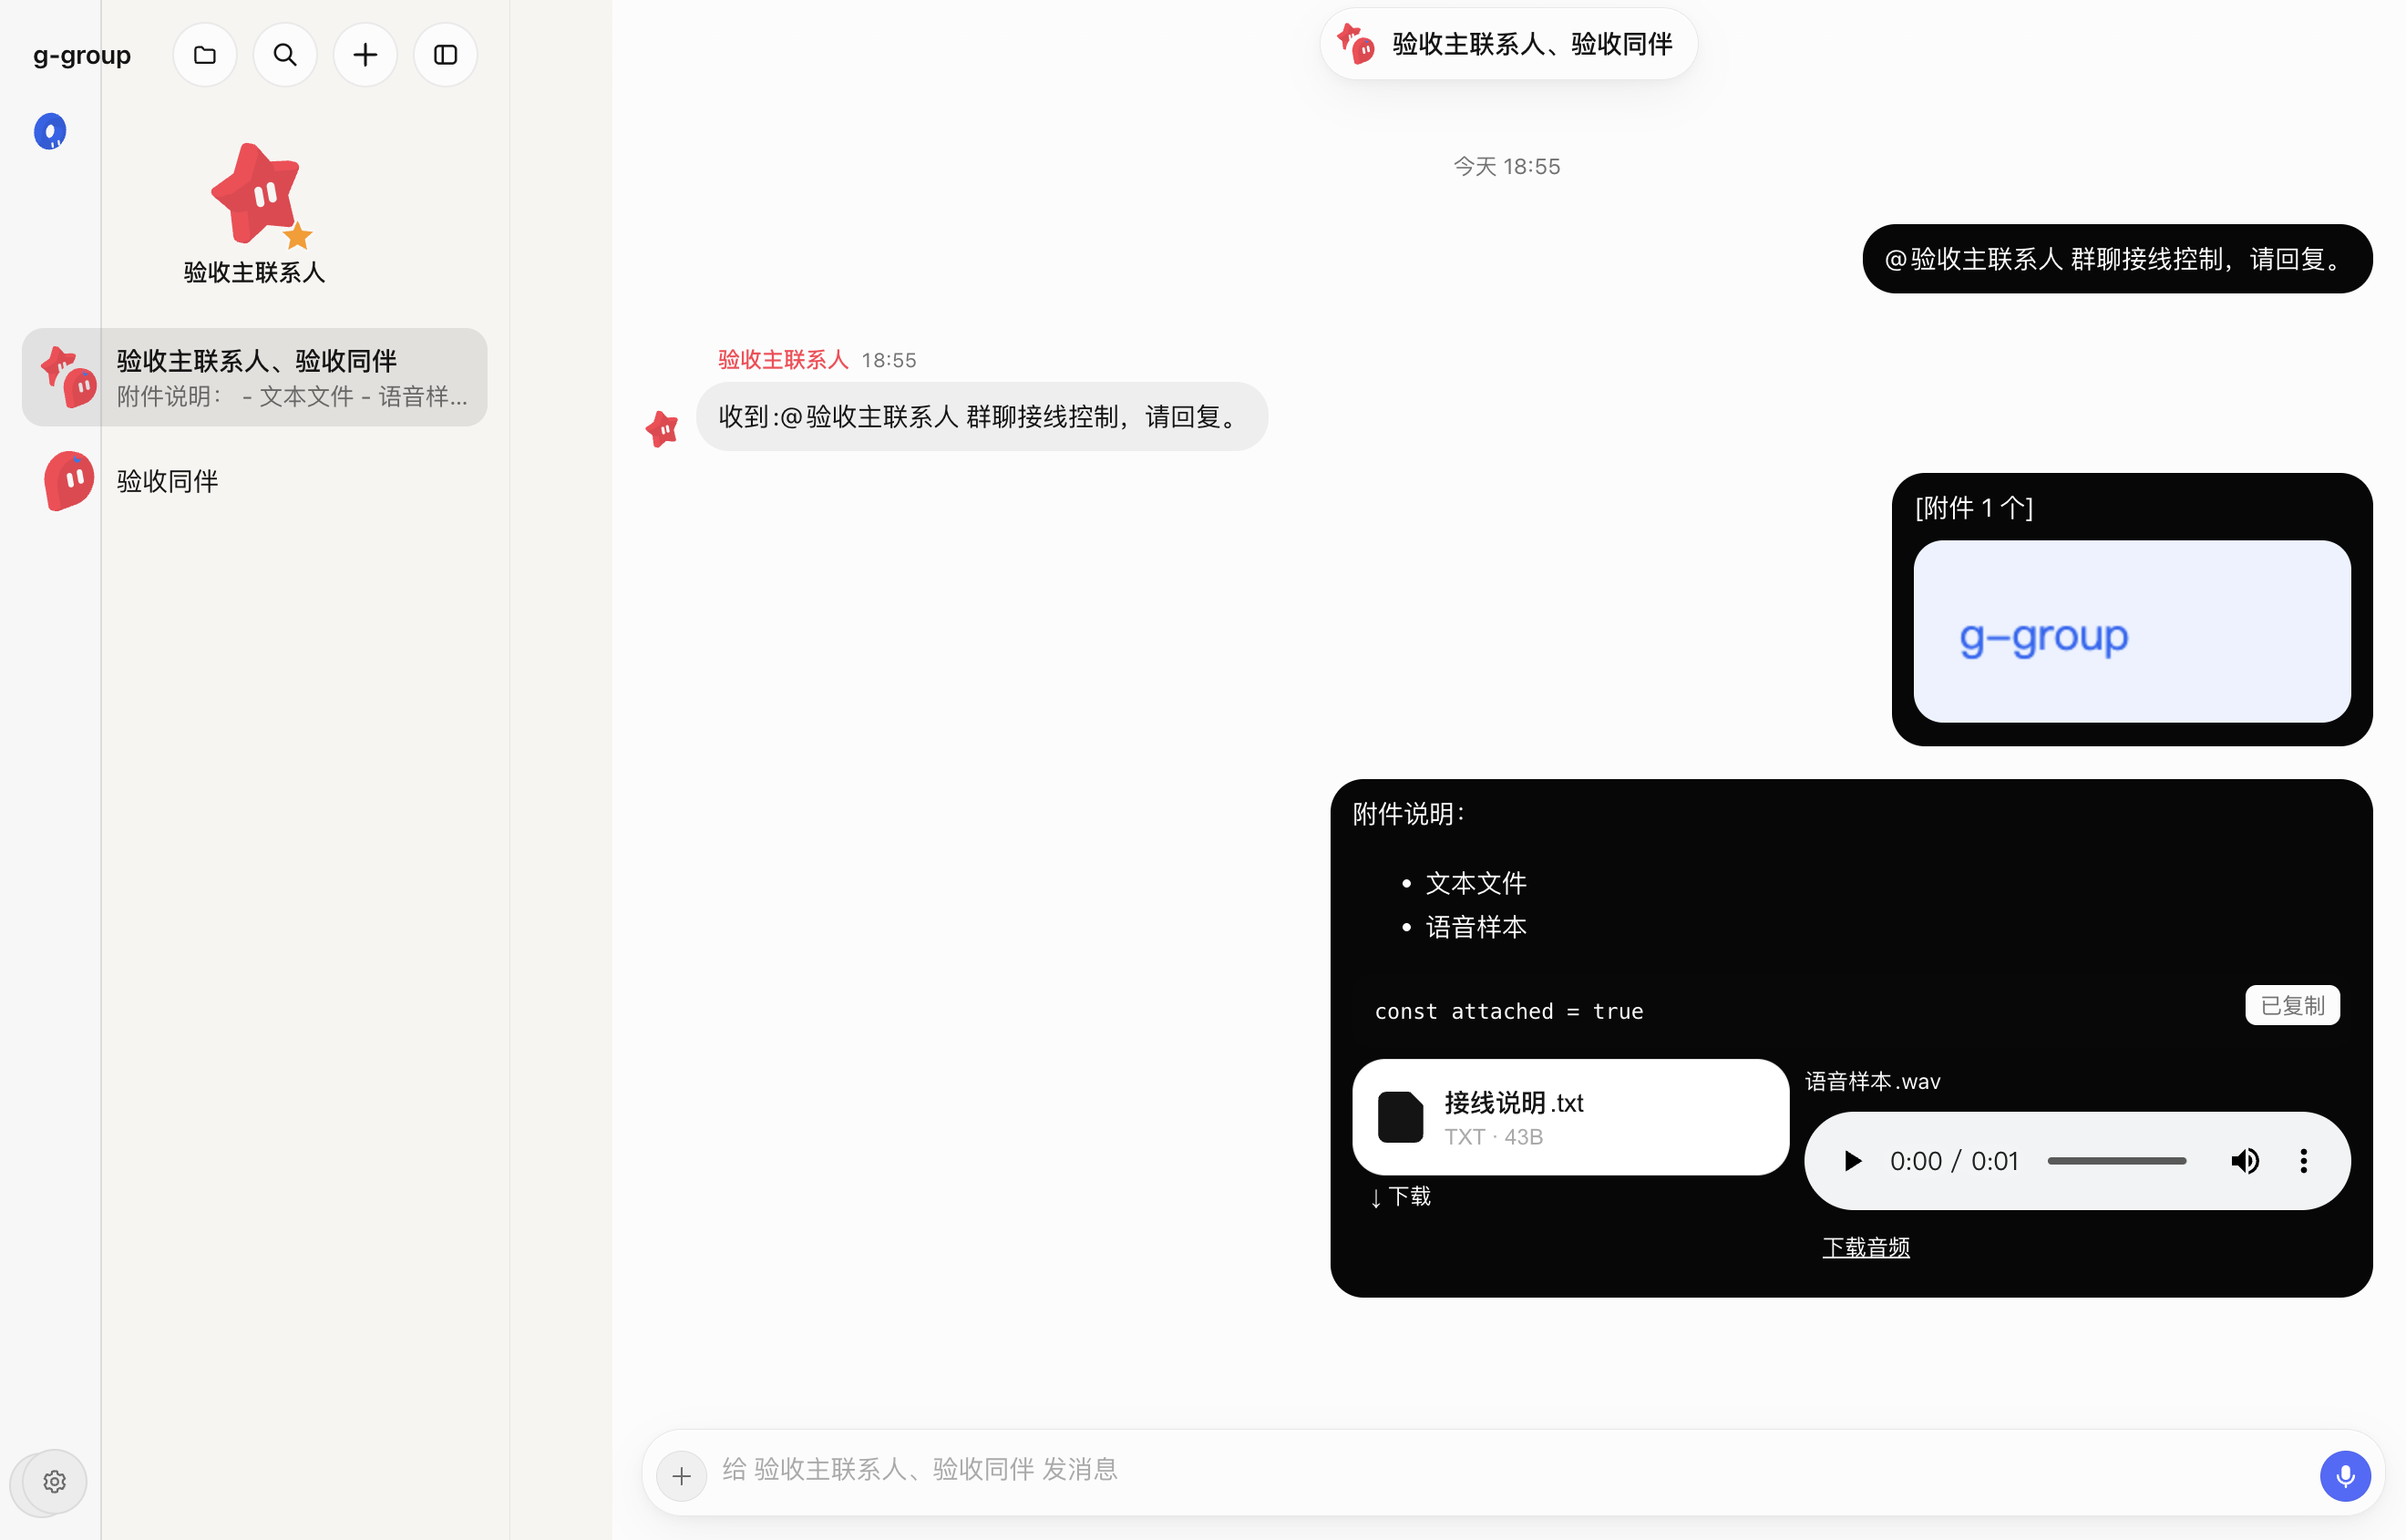 g-group
验收主联系人
验收主联系人、验收同伴
附件说明： - 文本文件 - 语音样...
验收同伴
验收主联系人、验收同伴
今天 18:55
@验收主联系人 群聊接线控制，请回复。
验收主联系人 18:55
收到:@验收主联系人 群聊接线控制，请回复。
[附件 1 个]
g-group
附件说明：
• 文本文件
• 语音样本
const attached = true
已复制
接线说明.txt
TXT · 43B
↓ 下载
语音样本.wav
0:00 / 0:01
下载音频
给 验收主联系人、验收同伴 发消息